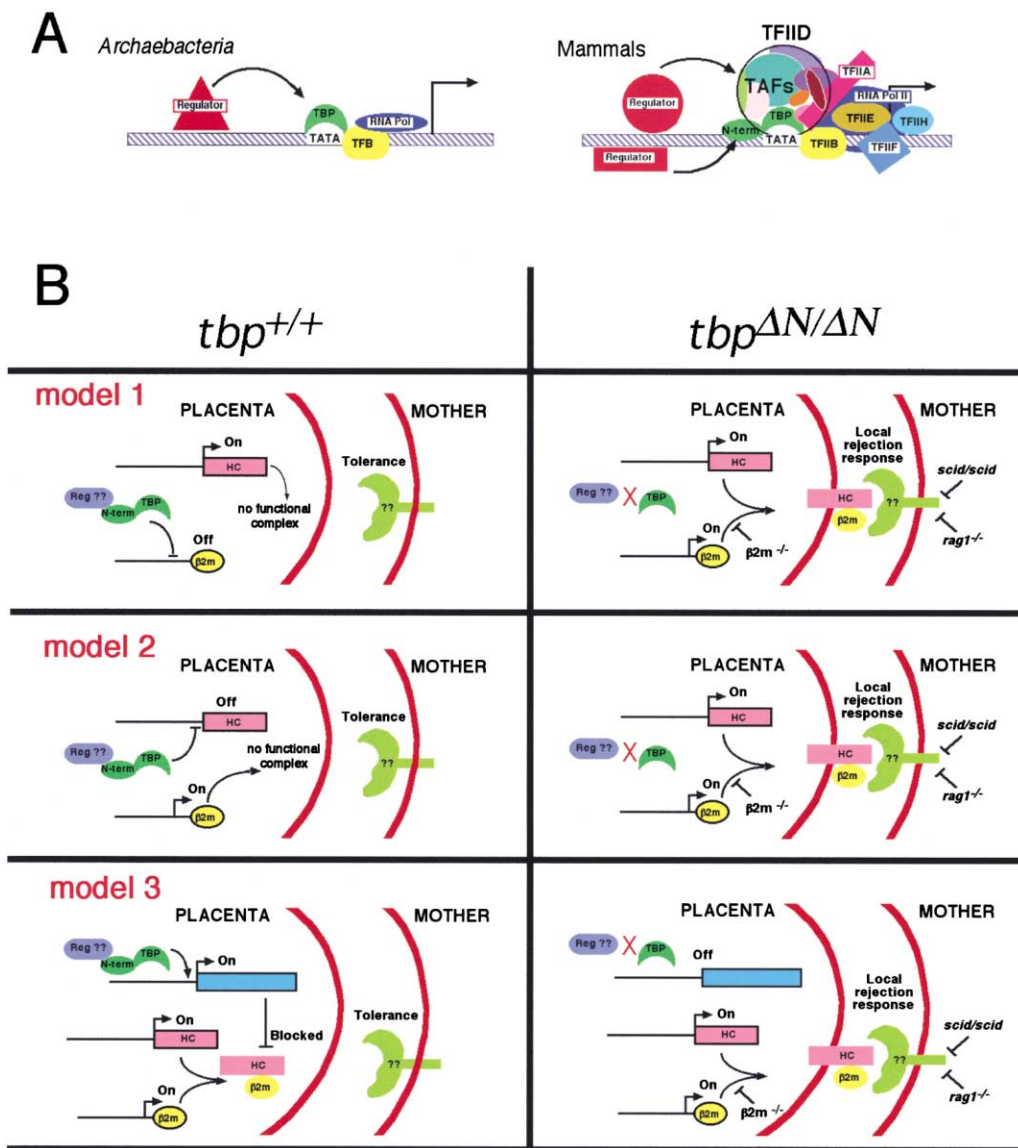 A
Archaebacteria
Regulator
TBP
RNA Pol
TATA
TFB
Mammals
TFIID
Regulator
TAFs
TFIIA
RNA Pol II
TBP
TFIIE
TFIIH
N-term
TATA
TFIIB
TFIIF
Regulator
B
tbp+/+
tbpΔN/ΔN
model 1
PLACENTA
MOTHER
On
HC
Tolerance
no functional
complex
Reg ??
N-term
TBP
Off
β2m
??
PLACENTA
MOTHER
On
HC
Local
rejection
response
scid/scid
Reg ??
X
TBP
HC
??
β2m
On
β2m
β2m -/-
rag1-/-
model 2
PLACENTA
MOTHER
Off
HC
Tolerance
no functional
complex
Reg ??
N-term
TBP
On
β2m
??
PLACENTA
MOTHER
On
HC
Local
rejection
response
scid/scid
Reg ??
X
TBP
HC
??
β2m
On
β2m
β2m -/-
rag1-/-
model 3
PLACENTA
MOTHER
Reg ??
N-term
TBP
On
Blocked
Tolerance
On
HC
HC
β2m
??
On
β2m
PLACENTA
MOTHER
Reg ??
X
TBP
Off
Local
rejection
response
On
HC
scid/scid
HC
??
β2m
On
β2m
β2m -/-
rag1-/-